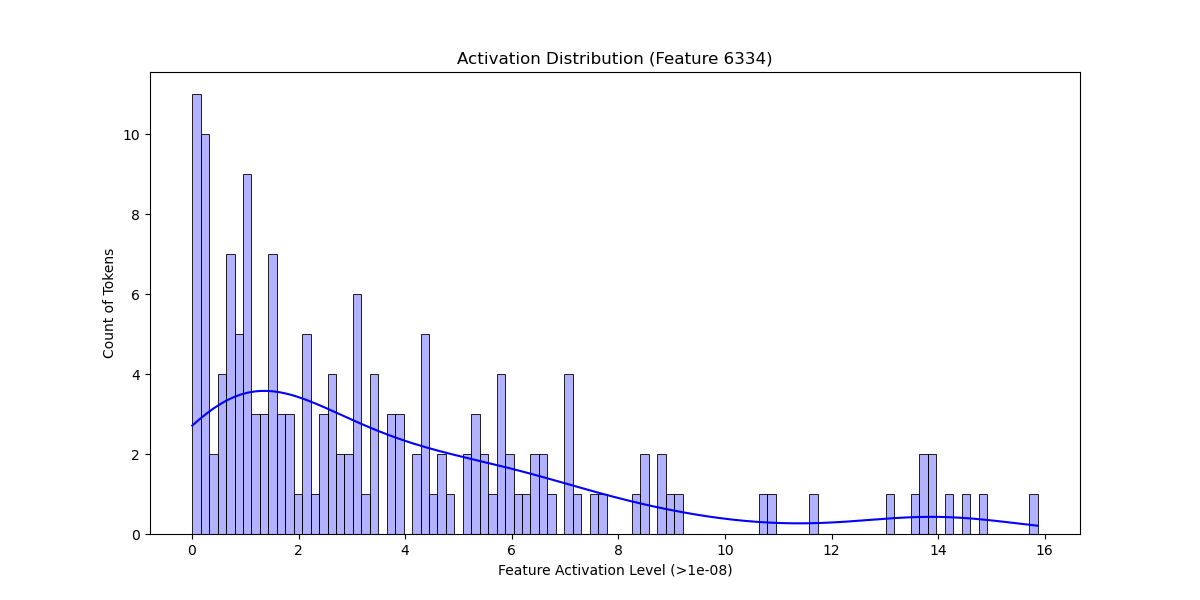 Activation Distribution (Feature 6334)
Count of Tokens
10
8
6
4
2
0
0 2 4 6 8 10 12 14 16
Feature Activation Level (>1e-08)